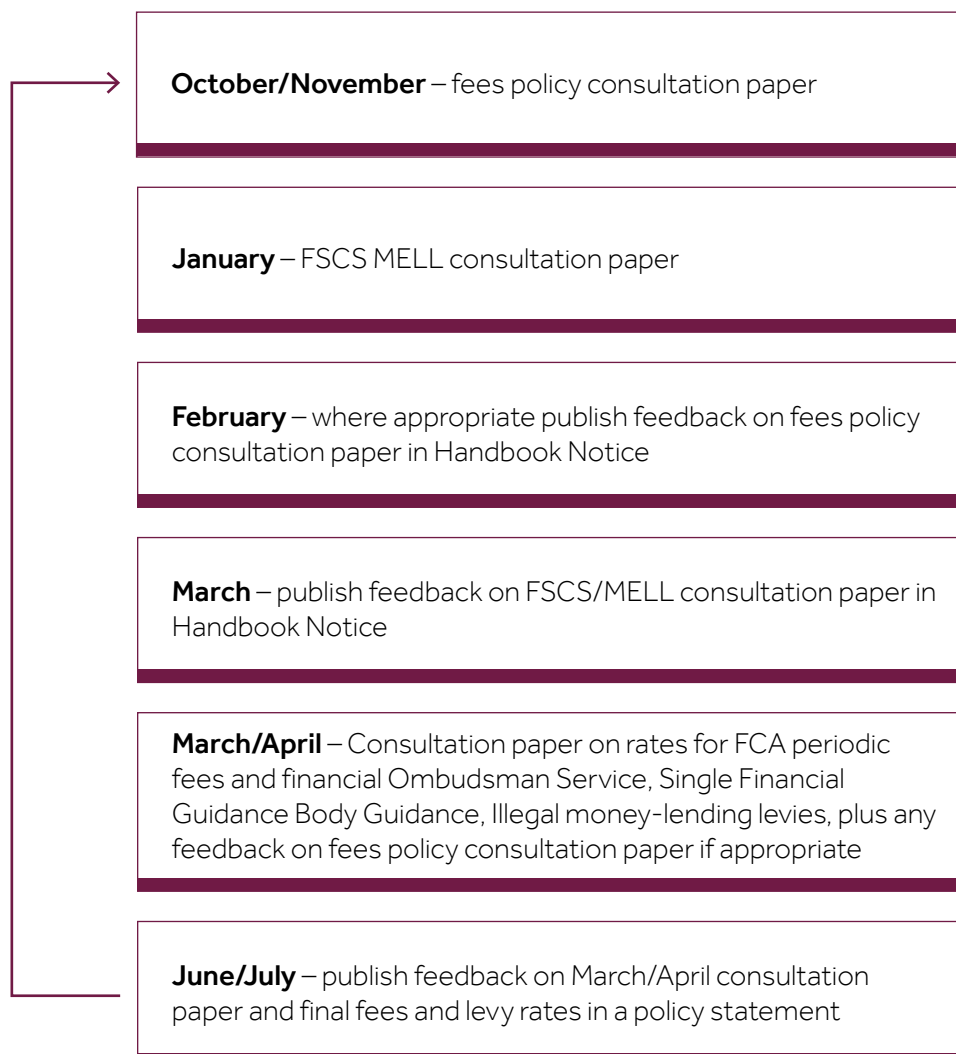 October/November – fees policy consultation paper
January – FSCS MELL consultation paper
February – where appropriate publish feedback on fees policy
consultation paper in Handbook Notice
March – publish feedback on FSCS/MELL consultation paper in
Handbook Notice
March/April – Consultation paper on rates for FCA periodic
fees and financial Ombudsman Service, Single Financial
Guidance Body Guidance, Illegal money-lending levies, plus any
feedback on fees policy consultation paper if appropriate
June/July – publish feedback on March/April consultation
paper and final fees and levy rates in a policy statement